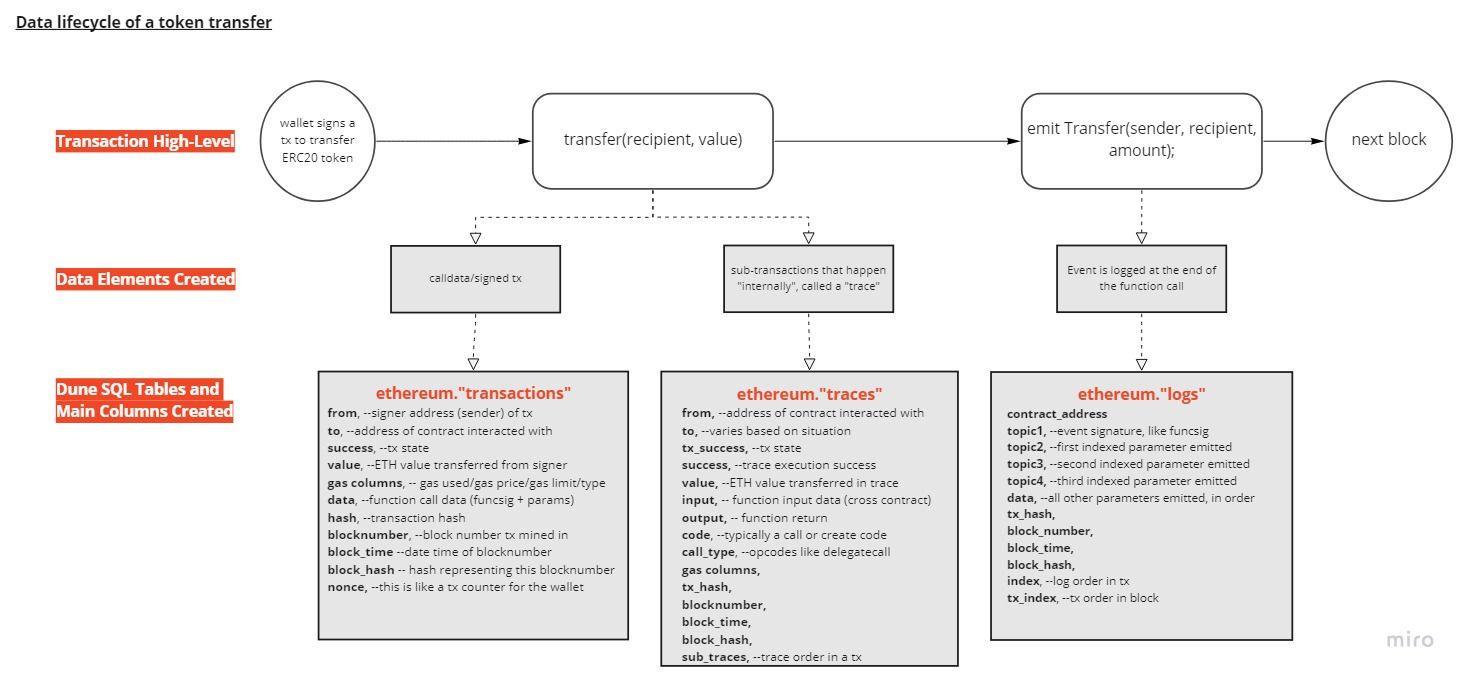 Data lifecycle of a token transfer
Transaction High-Level
wallet signs a
tx to transfer
ERC20 token
transfer(recipient, value)
emit Transfer(sender, recipient,
amount);
next block
Data Elements Created
calldata/signed tx
sub-transactions that happen
"internally", called a "trace"
Event is logged at the end of
the function call
Dune SQL Tables and
Main Columns Created
ethereum."transactions"
from, --signer address (sender) of tx
to, --address of contract interacted with
success, --tx state
value, --ETH value transferred from signer
gas columns, -- gas used/gas price/gas limit/type
data, --function call data (funcsig + params)
hash, --transaction hash
blocknumber, --block number tx mined in
block_time --date time of blocknumber
block_hash -- hash representing this blocknumber
nonce, --this is like a tx counter for the wallet
ethereum."traces"
from, --address of contract interacted with
to, --varies based on situation
tx_success, --tx state
success, --trace execution success
value, --ETH value transferred in trace
input, -- function input data (cross contract)
output, -- function return
code, --typically a call or create code
call_type, --opcodes like delegatecall
gas columns,
tx_hash,
blocknumber,
block_time,
block_hash,
sub_traces, --trace order in a tx
ethereum."logs"
contract_address
topic1, --event signature, like funcsig
topic2, --first indexed parameter emitted
topic3, --second indexed parameter emitted
topic4, --third indexed parameter emitted
data, --all other parameters emitted, in order
tx_hash,
block_number,
block_time,
block_hash,
index, --log order in tx
tx_index, --tx order in block
miro